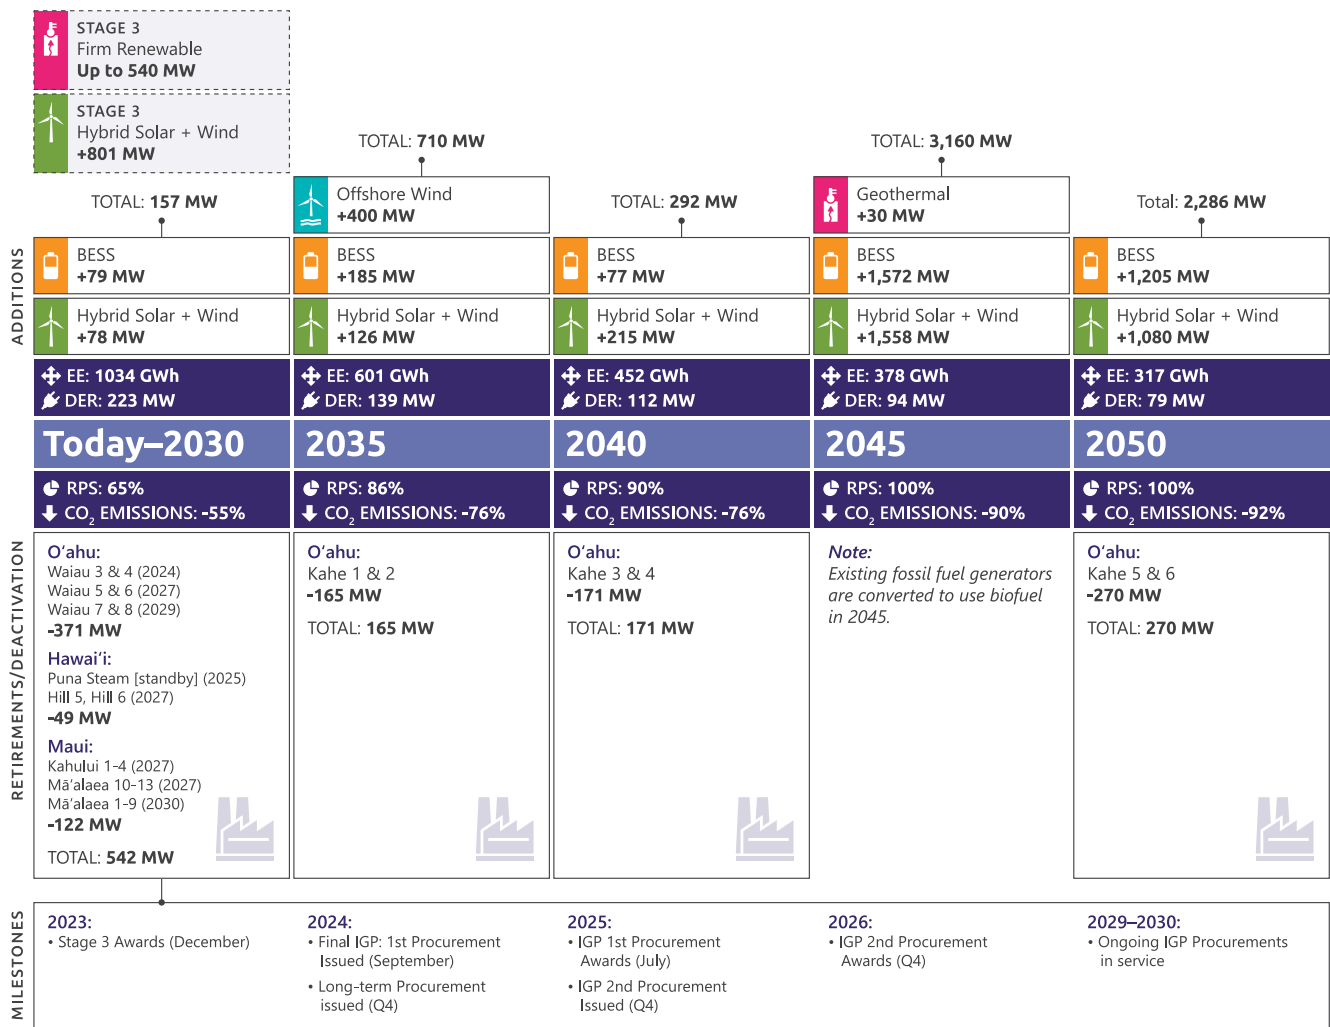 STAGE 3
Firm Renewable
Up to 540 MW
STAGE 3
Hybrid Solar + Wind
+801 MW
ADDITIONS
TOTAL: 157 MW
BESS
+79 MW
Hybrid Solar + Wind
+78 MW
EE: 1034 GWh
DER: 223 MW
TOTAL: 710 MW
Offshore Wind
+400 MW
BESS
+185 MW
Hybrid Solar + Wind
+126 MW
EE: 601 GWh
DER: 139 MW
TOTAL: 292 MW
BESS
+77 MW
Hybrid Solar + Wind
+215 MW
EE: 452 GWh
DER: 112 MW
TOTAL: 3,160 MW
Geothermal
+30 MW
BESS
+1,572 MW
Hybrid Solar + Wind
+1,558 MW
EE: 378 GWh
DER: 94 MW
Total: 2,286 MW
BESS
+1,205 MW
Hybrid Solar + Wind
+1,080 MW
EE: 317 GWh
DER: 79 MW
Today–2030
2035
2040
2045
2050
RPS: 65%
CO₂ EMISSIONS: -55%
RPS: 86%
CO₂ EMISSIONS: -76%
RPS: 90%
CO₂ EMISSIONS: -76%
RPS: 100%
CO₂ EMISSIONS: -90%
RPS: 100%
CO₂ EMISSIONS: -92%
RETIREMENTS/DEACTIVATION
Oʻahu:
Waiau 3 & 4 (2024)
Waiau 5 & 6 (2027)
Waiau 7 & 8 (2029)
-371 MW
Hawaiʻi:
Puna Steam [standby] (2025)
Hill 5, Hill 6 (2027)
-49 MW
Maui:
Kahului 1-4 (2027)
Māʻalaea 10-13 (2027)
Māʻalaea 1-9 (2030)
-122 MW
TOTAL: 542 MW
Oʻahu:
Kahe 1 & 2
-165 MW
TOTAL: 165 MW
Oʻahu:
Kahe 3 & 4
-171 MW
TOTAL: 171 MW
Note:
Existing fossil fuel generators
are converted to use biofuel
in 2045.
Oʻahu:
Kahe 5 & 6
-270 MW
TOTAL: 270 MW
MILESTONES
2023:
• Stage 3 Awards (December)
2024:
• Final IGP: 1st Procurement
Issued (September)
• Long-term Procurement
issued (Q4)
2025:
• IGP 1st Procurement
Awards (July)
• IGP 2nd Procurement
Issued (Q4)
2026:
• IGP 2nd Procurement
Awards (Q4)
2029–2030:
• Ongoing IGP Procurements
in service